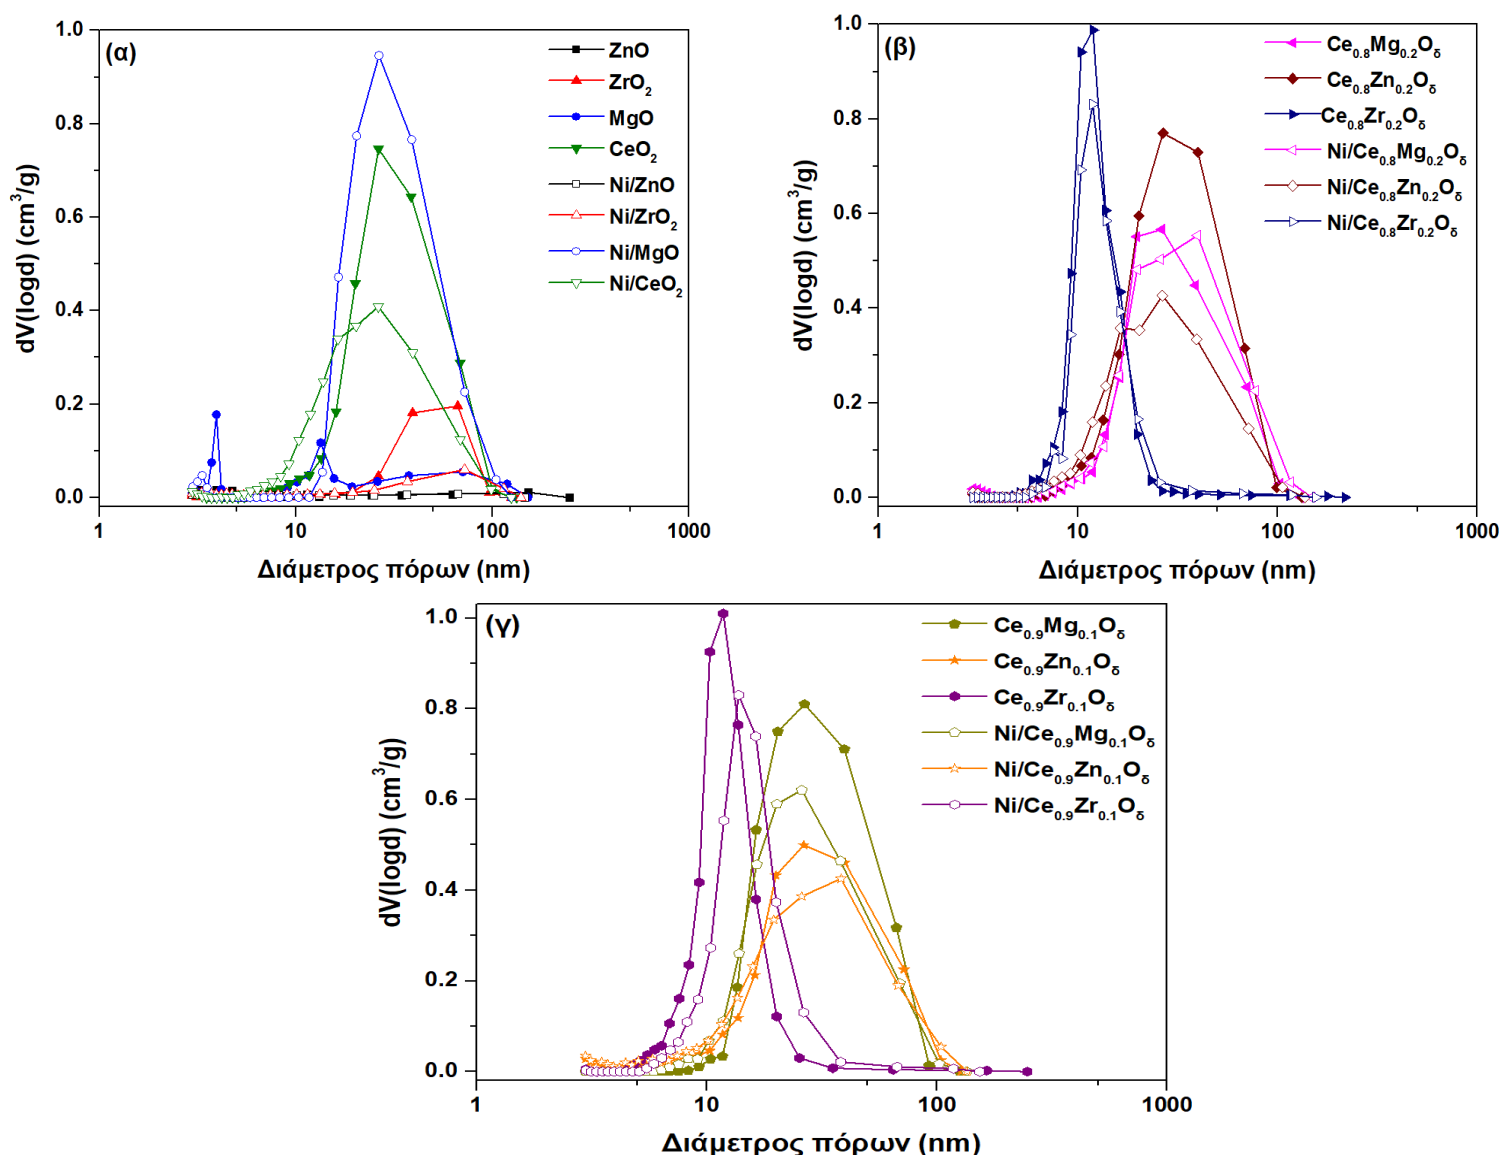 (α)
dV(logd) (cm³/g)
1.0
0.8
0.6
0.4
0.2
0.0
1
10
100
1000
Διάμετρος πόρων (nm)
ZnO
ZrO₂
MgO
CeO₂
Ni/ZnO
Ni/ZrO₂
Ni/MgO
Ni/CeO₂
(β)
dV(logd) (cm³/g)
1.0
0.8
0.6
0.4
0.2
0.0
1
10
100
1000
Διάμετρος πόρων (nm)
Ce₀.₈Mg₀.₂Oδ
Ce₀.₈Zn₀.₂Oδ
Ce₀.₈Zr₀.₂Oδ
Ni/Ce₀.₈Mg₀.₂Oδ
Ni/Ce₀.₈Zn₀.₂Oδ
Ni/Ce₀.₈Zr₀.₂Oδ
(γ)
dV(logd) (cm³/g)
1.0
0.8
0.6
0.4
0.2
0.0
1
10
100
1000
Διάμετρος πόρων (nm)
Ce₀.₉Mg₀.₁Oδ
Ce₀.₉Zn₀.₁Oδ
Ce₀.₉Zr₀.₁Oδ
Ni/Ce₀.₉Mg₀.₁Oδ
Ni/Ce₀.₉Zn₀.₁Oδ
Ni/Ce₀.₉Zr₀.₁Oδ